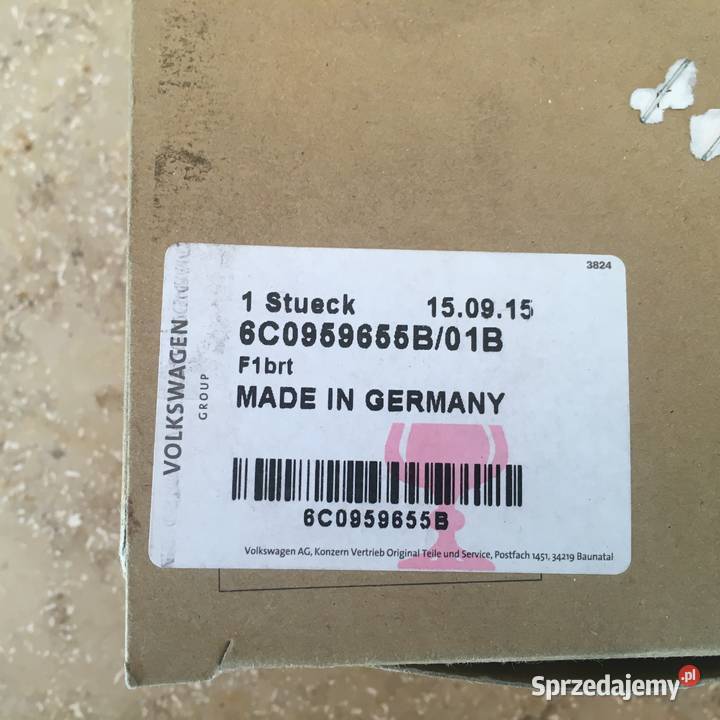 3824
1 Stueck 15.09.15
6C0959655B/01B
F1brt
MADE IN GERMANY
VOLKSWAGEN
GROUP
6C0959655B
Volkswagen AG, Konzern Vertrieb Original Teile und Service, Postfach 1451, 34219 Baunatal
Sprzedajemy.pl